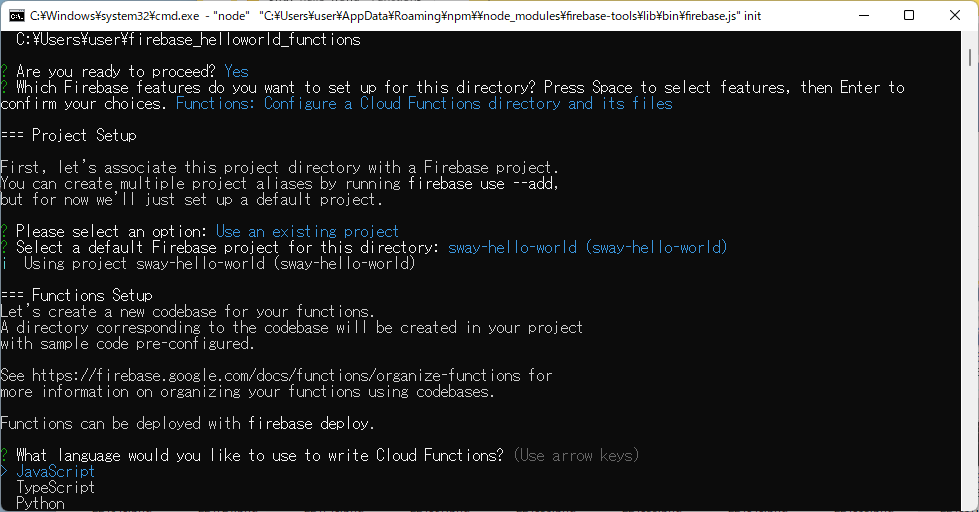 C:¥Windows¥system32¥cmd.exe - "node" "C:¥Users¥user¥AppData¥Roaming¥npm¥¥node_modules¥firebase-tools¥lib¥bin¥firebase.js" init
C:¥Users¥user¥firebase_helloworld_functions
? Are you ready to proceed? Yes
? Which Firebase features do you want to set up for this directory? Press Space to select features, then Enter to
confirm your choices. Functions: Configure a Cloud Functions directory and its files
=== Project Setup
First, let's associate this project directory with a Firebase project.
You can create multiple project aliases by running firebase use --add,
but for now we'll just set up a default project.
? Please select an option: Use an existing project
? Select a default Firebase project for this directory: sway-hello-world (sway-hello-world)
i  Using project sway-hello-world (sway-hello-world)
=== Functions Setup
Let's create a new codebase for your functions.
A directory corresponding to the codebase will be created in your project
with sample code pre-configured.
See https://firebase.google.com/docs/functions/organize-functions for
more information on organizing your functions using codebases.
Functions can be deployed with firebase deploy.
? What language would you like to use to write Cloud Functions? (Use arrow keys)
> JavaScript
TypeScript
Python